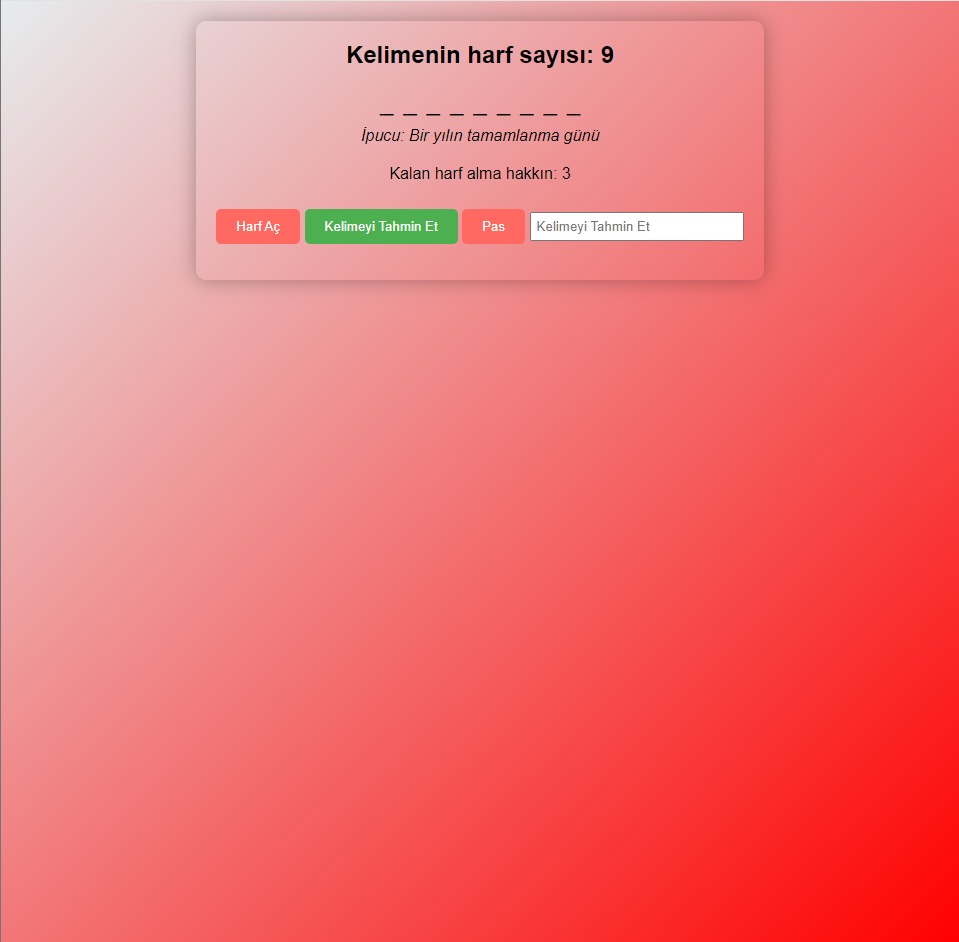 Kelimenin harf sayısı: 9
_ _ _ _ _ _ _ _ _
İpucu: Bir yılın tamamlanma günü
Kalan harf alma hakkın: 3
Harf Aç Kelimeyi Tahmin Et Pas Kelimeyi Tahmin Et